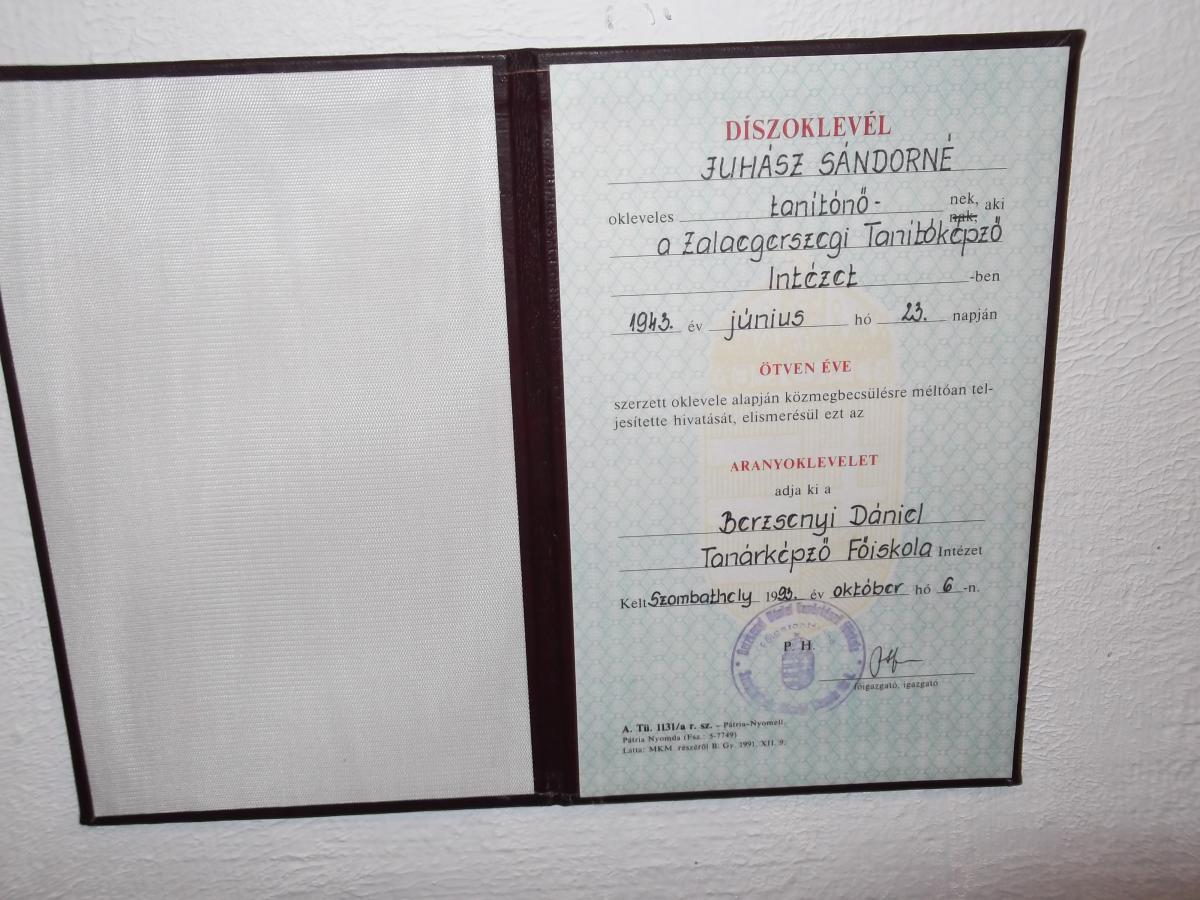 DÍSZOKLEVÉL
JUHÁSZ SÁNDORNÉ
okleveles tanítónő- nek, aki
nak,
a Zalaegerszegi Tanítóképző
Intézet -ben
1943. év június hó 23. napján
ÖTVEN ÉVE
szerzett oklevele alapján közmegbecsülésre méltóan tel-
jesítette hivatását, elismerésül ezt az
ARANYOKLEVELET
adja ki a
Berzsenyi Dániel
Tanárképző Főiskola Intézet
Kelt Szombathely 1993. év október hó 6 -n.
P. H.
főigazgató, igazgató
A. Tü. 1131/a r. sz. – Pátria-Nyomell.
Pátria Nyomda (Fsz.: 5-7749)
Látta: MKM részéről B. Gy. 1991. XII. 9.